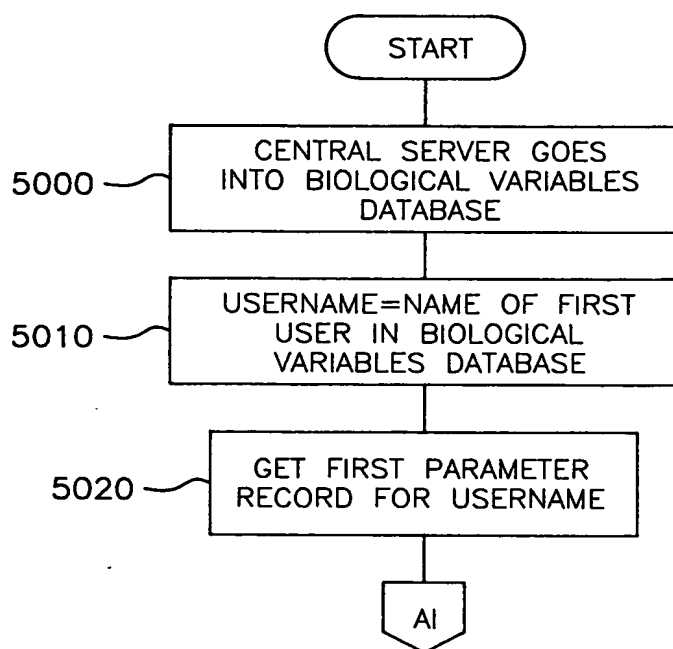 START
CENTRAL SERVER GOES
INTO BIOLOGICAL VARIABLES
DATABASE
5000
USERNAME=NAME OF FIRST
USER IN BIOLOGICAL
VARIABLES DATABASE
5010
GET FIRST PARAMETER
RECORD FOR USERNAME
5020
AI